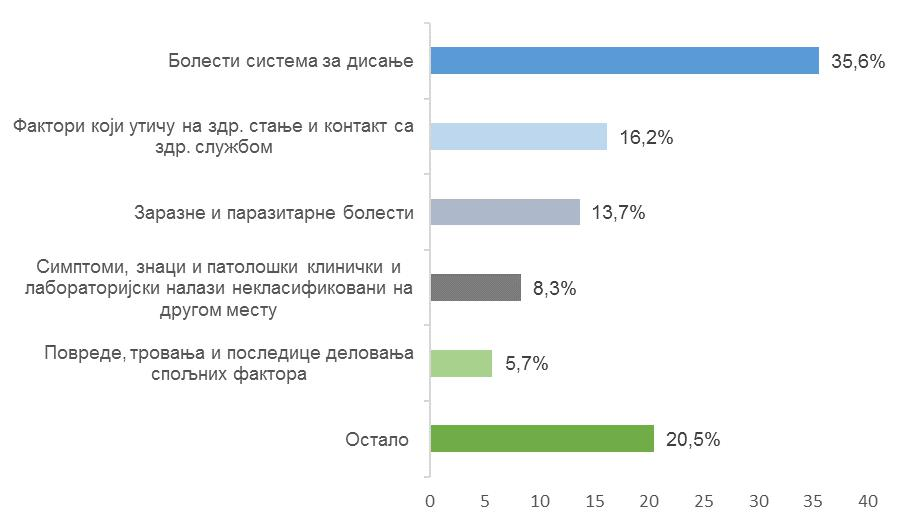 Болести система за дисање
35,6%
Фактори који утичу на здр. стање и контакт са
здр. службом
16,2%
Заразне и паразитарне болести
13,7%
Симптоми, знаци и патолошки клинички и
лабораторијски налази некласификовани на
другом месту
8,3%
Повреде, тровања и последице деловања
спољних фактора
5,7%
Остало
20,5%
0 5 10 15 20 25 30 35 40